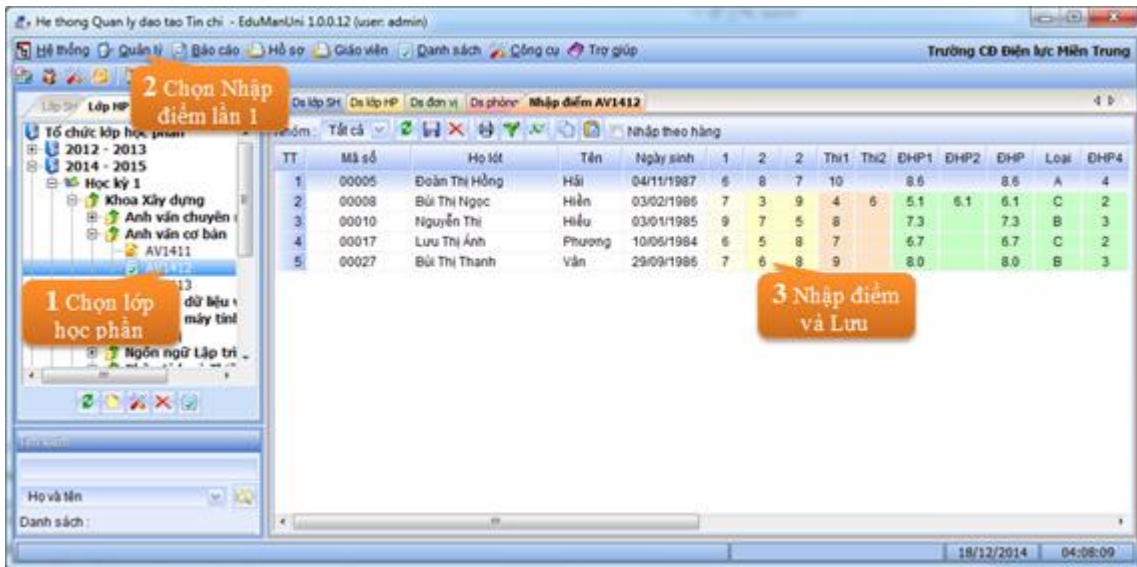 He thong Quan ly dao tao Tin chi - EduManUni 1.0.0.12 (user: admin)
Hệ thống Quản lý Báo cáo Hồ sơ Giáo viên Danh sách Công cụ Trợ giúp Trường CĐ Điện lực Miền Trung
2 Chọn Nhập điểm lần 1
Lớp SH Lớp HP Ds lớp SH Ds lớp HP Ds đơn vị Ds phòng Nhập điểm AV1412
Nhóm: Tất cả Nhập theo hàng
Tổ chức lớp học phần
2012 - 2013
2014 - 2015
Học kỳ 1
Khoa Xây dựng
Anh văn chuyên
Anh văn cơ bản
AV1411
AV1412
13
dữ liệu
máy tính
Ngôn ngữ Lập trì
1 Chọn lớp
học phần
TT Mã số Họ lót Tên Ngày sinh 1 2 2 Thi1 Thi2 ĐHP1 ĐHP2 ĐHP Loại ĐHP4
1 00005 Đoàn Thị Hồng Hải 04/11/1987 6 8 7 10 8.6 8.6 A 4
2 00008 Bùi Thị Ngọc Hiền 03/02/1986 7 3 9 4 6 5.1 6.1 6.1 C 2
3 00010 Nguyễn Thị Hiếu 03/01/1985 9 7 5 8 7.3 7.3 B 3
4 00017 Lưu Thị Ánh Phương 10/06/1984 6 5 8 7 6.7 6.7 C 2
5 00027 Bùi Thị Thanh Vân 29/09/1986 7 6 8 9 8.0 8.0 B 3
3 Nhập điểm
và Lưu
Họ và tên
Danh sách :
18/12/2014 04:08:09